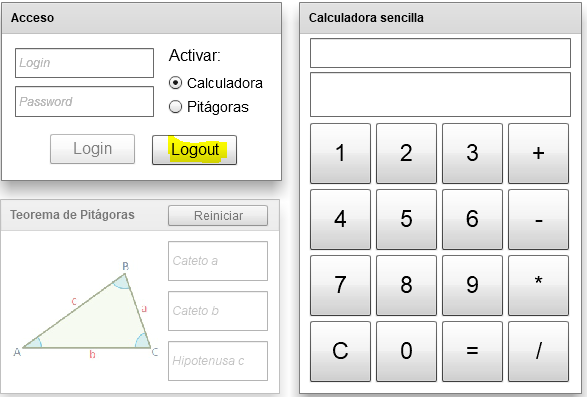 Acceso
Login
Password
Activar:
Calculadora
Pitágoras
Login
Logout
Teorema de Pitágoras
Reiniciar
B
c
a
A
b
C
Cateto a
Cateto b
Hipotenusa c
Calculadora sencilla
1 2 3 +
4 5 6 -
7 8 9 *
C 0 = /